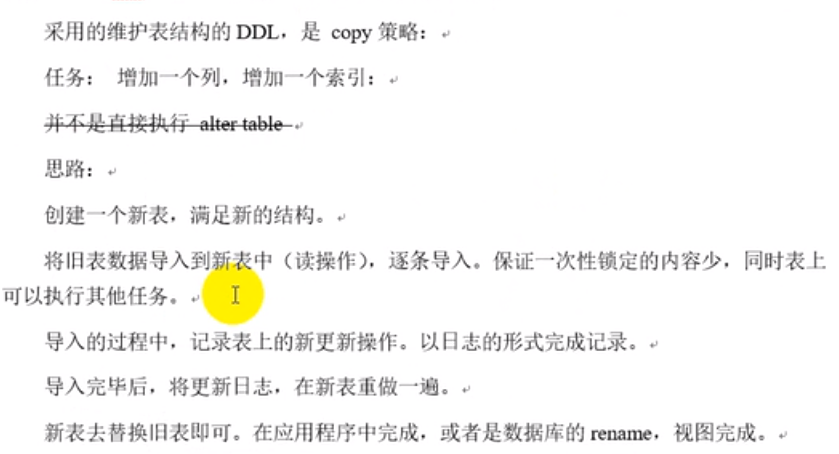 采用的维护表结构的 DDL，是 copy 策略：
任务： 增加一个列，增加一个索引：
并不是直接执行 alter table
思路：
创建一个新表，满足新的结构。
将旧表数据导入到新表中（读操作），逐条导入。保证一次性锁定的内容少，同时表上
可以执行其他任务。
导入的过程中，记录表上的新更新操作。以日志的形式完成记录。
导入完毕后，将更新日志，在新表重做一遍。
新表去替换旧表即可。在应用程序中完成，或者是数据库的 rename，视图完成。